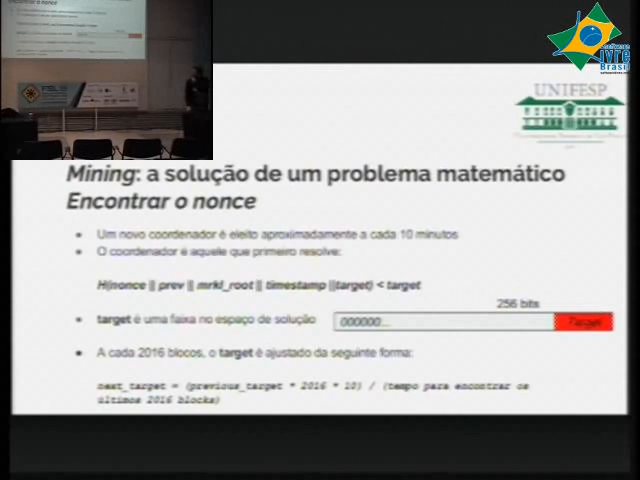 Software
livre
Brasil
UNIFESP
Mining: a solução de um problema matemático
Encontrar o nonce
• Um novo coordenador é eleito aproximadamente a cada 10 minutos
• O coordenador é aquele que primeiro resolve:
H(nonce || prev || mrkl_root || timestamp ||target) < target
256 bits
• target é uma faixa no espaço de solução
000000...
Target
• A cada 2016 blocos, o target é ajustado da seguinte forma:
next_target = (previous_target * 2016 * 10) / (tempo para encontrar os
últimos 2016 blocks)